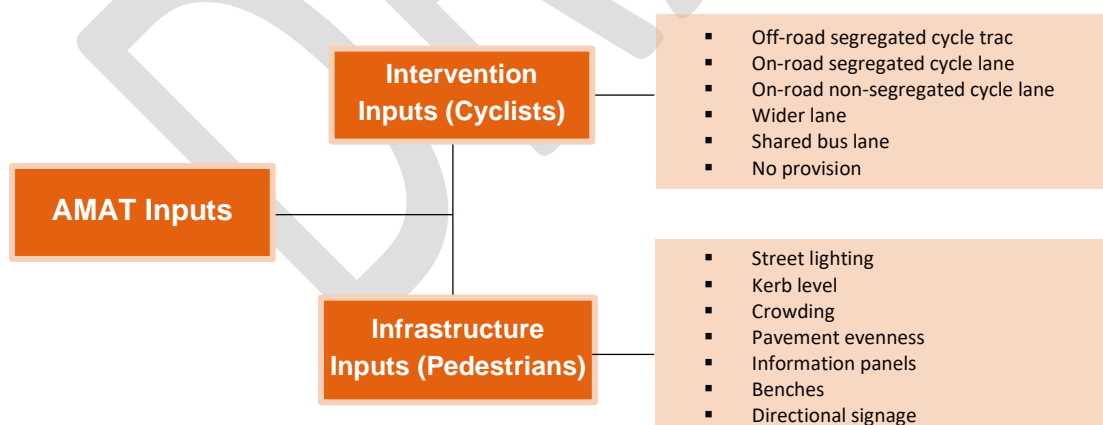 AMAT Inputs
Intervention
Inputs (Cyclists)
▪ Off-road segregated cycle trac
▪ On-road segregated cycle lane
▪ On-road non-segregated cycle lane
▪ Wider lane
▪ Shared bus lane
▪ No provision
Infrastructure
Inputs (Pedestrians)
▪ Street lighting
▪ Kerb level
▪ Crowding
▪ Pavement evenness
▪ Information panels
▪ Benches
▪ Directional signage